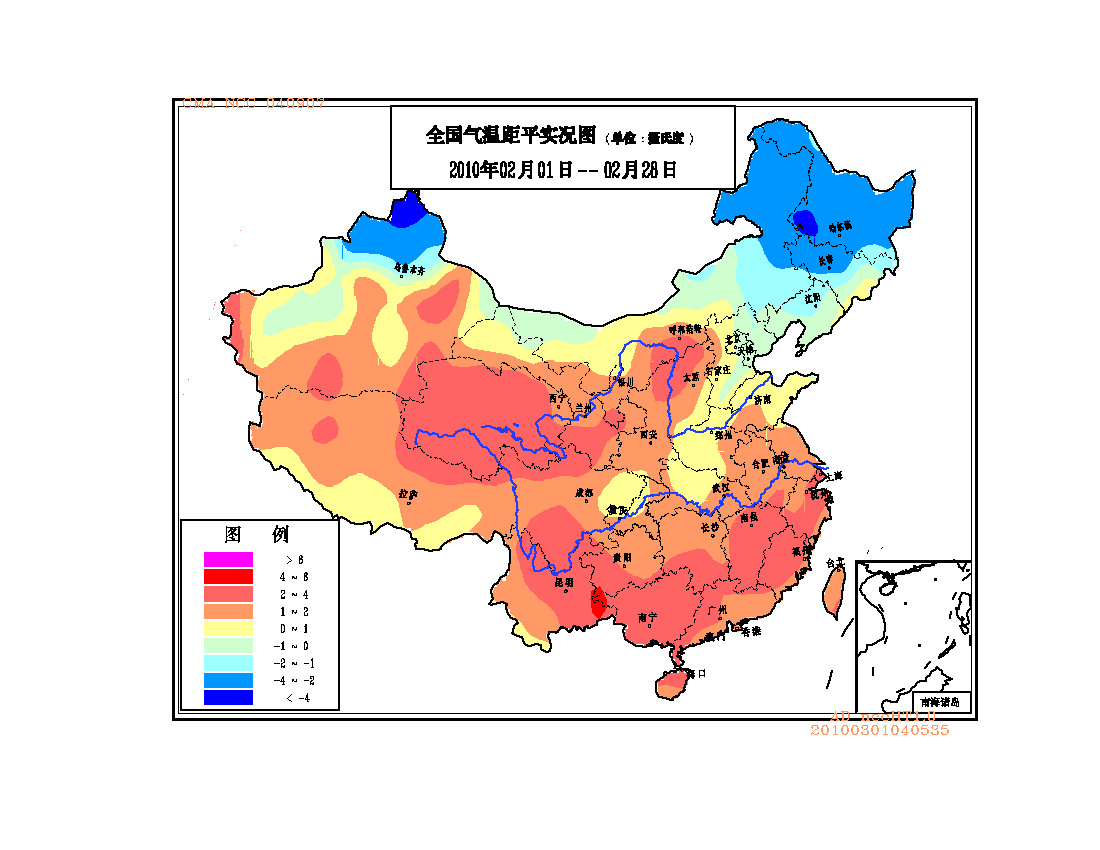 CMA NCC 040902
全国气温距平实况图 (单位：摄氏度)
2010年02月01日 -- 02月28日
哈尔滨
长春
乌鲁木齐
沈阳
呼和浩特
北京
天津
银川
太原
石家庄
西宁
兰州
济南
西安
郑州
合肥
南京
上海
拉萨
成都
武汉
杭州
重庆
长沙
南昌
贵阳
福州
昆明
台北
南宁
广州
澳门
香港
海口
图 例
> 6
4 ~ 6
2 ~ 4
1 ~ 2
0 ~ 1
-1 ~ 0
-2 ~ -1
-4 ~ -2
< -4
南海诸岛
20100301040535